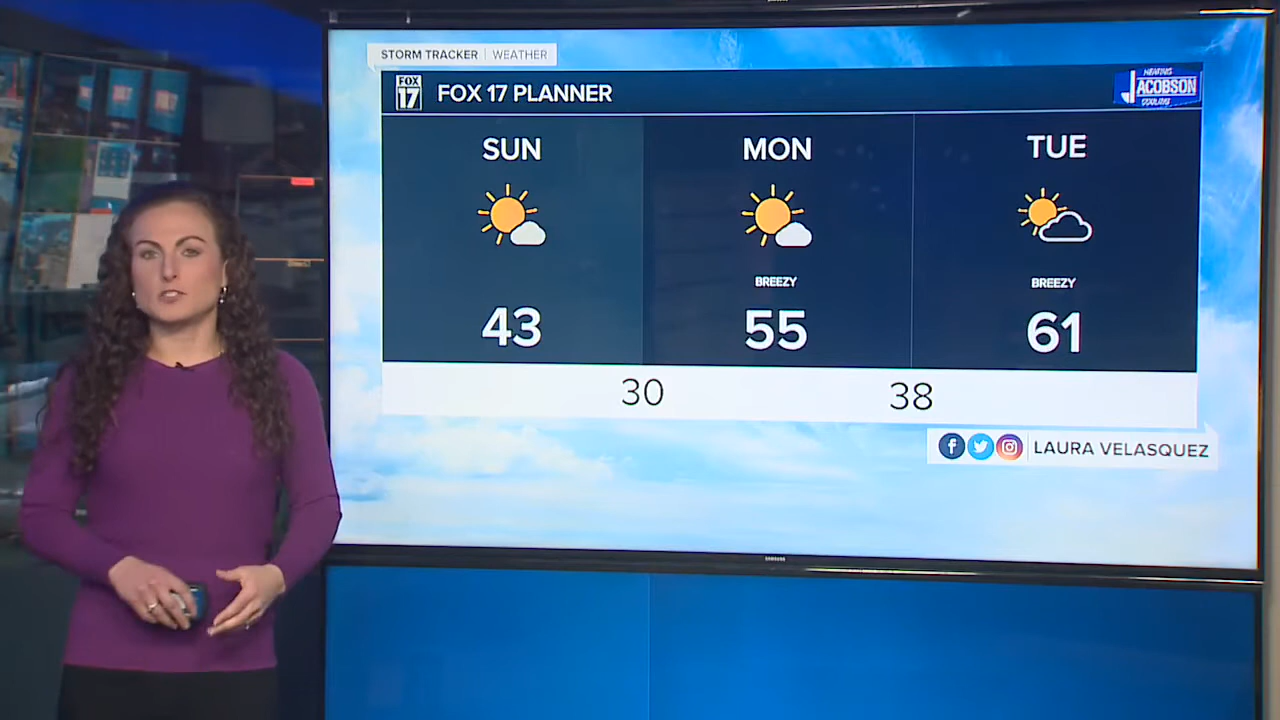 STORM TRACKER | WEATHER
FOX 17
FOX 17 PLANNER
HEATING
JACOBSON
COOLING
SUN
MON
TUE
BREEZY
BREEZY
43
55
61
30
38
LAURA VELASQUEZ
SAMSUNG